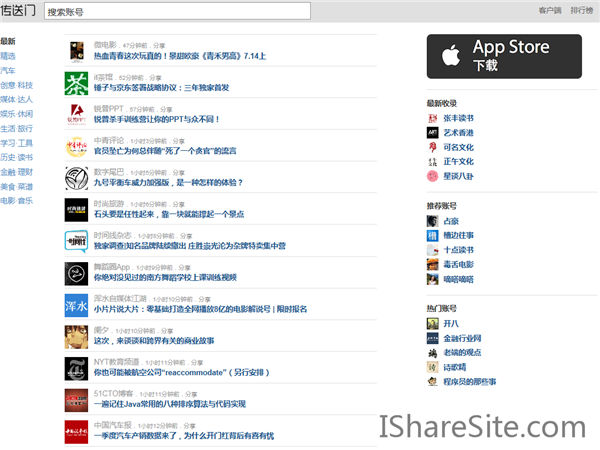 传送门
搜索账号
客户端 排行榜
最新
精选
汽车
创意 科技
媒体 达人
娱乐 休闲
生活 旅行
学习 工具
历史 读书
金融 理财
美食 菜谱
电影 音乐
微电影 . 47分钟前 . 分享
热血青春这次玩真的！景甜欧豪《青禾男高》7.14上
it茶馆 . 52分钟前 . 分享
锤子与京东签署战略协议：三年独家首发
锐普PPT . 57分钟前 . 分享
锐普杀手训练营让你的PPT与众不同！
中青评论 . 1小时3分钟前 . 分享
官员坠亡为何总伴随“死了一个贪官”的流言
数字尾巴 . 1小时5分钟前 . 分享
九号平衡车威力加强版，是一种怎样的体验？
时尚旅游 . 1小时6分钟前 . 分享
石头要是任性起来，靠一块就能撑起一个景点
时间线杂志 . 1小时8分钟前 . 分享
独家调查|知名品牌陆续撤出 庄胜崇光沦为杂牌特卖集中营
舞蹈圈App . 1小时9分钟前 . 分享
你绝对没见过的南方舞蹈学校上课训练视频
浑水自媒体江湖 . 1小时10分钟前 . 分享
小片片说大片：零基础打造全网播放8亿的电影解说号 | 限时报名
阑夕 . 1小时10分钟前 . 分享
这次，来谈谈和跨界有关的商业故事
NYT教育频道 . 1小时11分钟前 . 分享
你也可能被航空公司“reaccommodate”（另行安排）
51CTO博客 . 1小时11分钟前 . 分享
一遍记住Java常用的八种排序算法与代码实现
中国汽车报 . 1小时12分钟前 . 分享
一季度汽车产销数据来了，为什么开门红背后有喜有忧
App Store
下载
最新收录
张丰读书
艺术香港
可名文化
正午文化
星谈八卦
推荐账号
占豪
槽边往事
十点读书
毒舌电影
嘀嗒嘀嗒
热门账号
开八
金融行业网
老端的观点
诗歌精
程序员的那些事
IShareSite.com